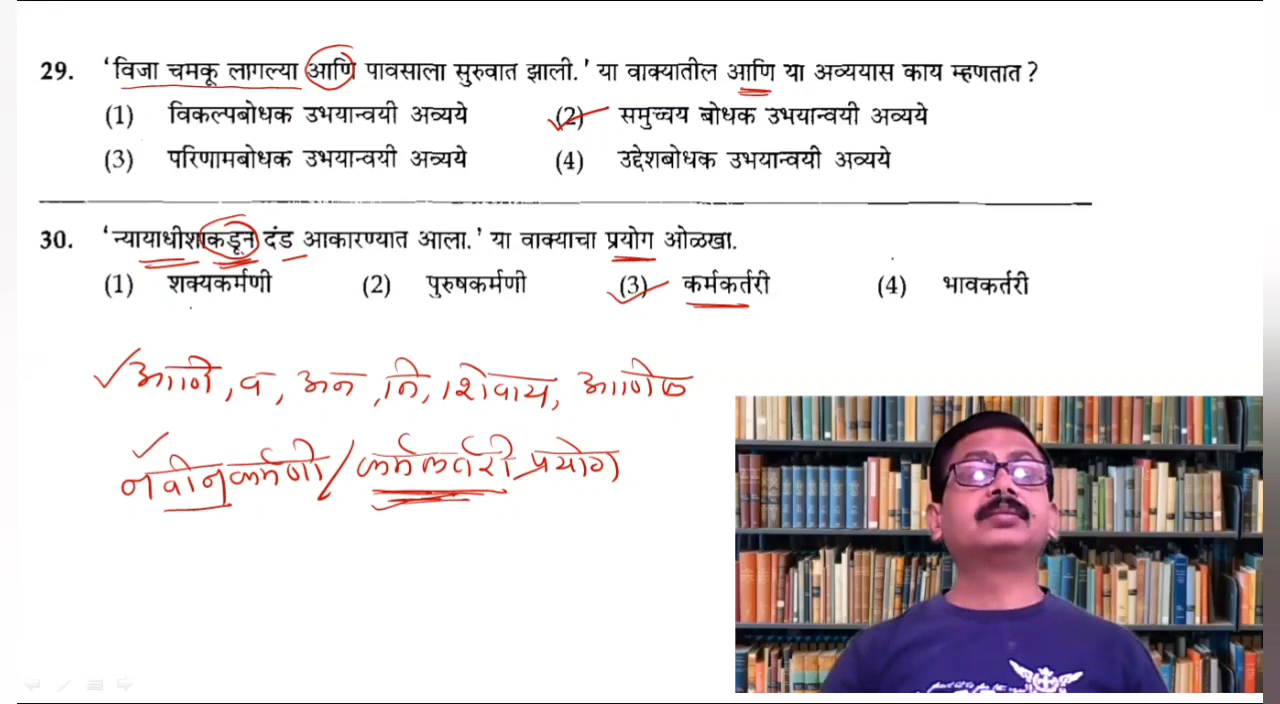 29. 'विजा चमकू लागल्या आणि पावसाला सुरुवात झाली.' या वाक्यातील आणि या अव्ययास काय म्हणतात ?
(1) विकल्पबोधक उभयान्वयी अव्यये (2) समुच्चय बोधक उभयान्वयी अव्यये
(3) परिणामबोधक उभयान्वयी अव्यये (4) उद्देशबोधक उभयान्वयी अव्यये
30. 'न्यायाधीशाकडून दंड आकारण्यात आला.' या वाक्याचा प्रयोग ओळखा.
(1) शक्यकर्मणी (2) पुरुषकर्मणी (3) कर्मकर्तरी (4) भावकर्तरी
आणि, व, अन, नि, शिवाय, आणिक
नवीनकर्मणी / कर्मकर्तरी प्रयोग